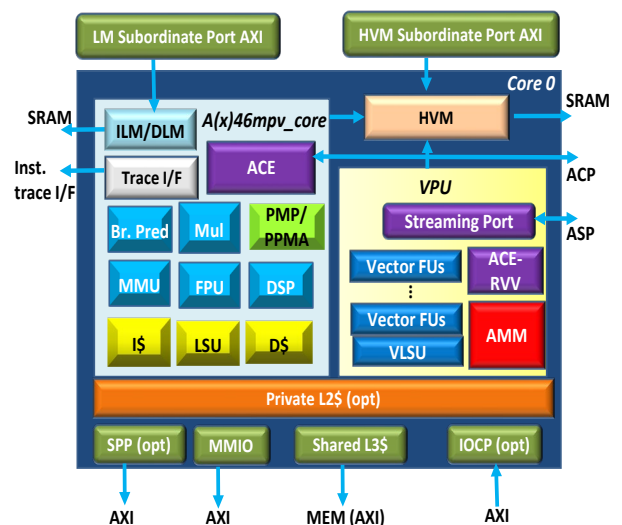 LM Subordinate Port AXI
HVM Subordinate Port AXI
Core 0
SRAM
ILM/DLM
A(x)46mpv_core
HVM
SRAM
Inst.
trace I/F
Trace I/F
ACE
ACP
VPU
Streaming Port
ASP
Br. Pred
Mul
PMP/
PPMA
Vector FUs
ACE-
RVV
MMU
FPU
DSP
Vector FUs
AMM
I$
LSU
D$
VLSU
Private L2$ (opt)
SPP (opt)
MMIO
Shared L3$
IOCP (opt)
AXI
AXI
MEM (AXI)
AXI